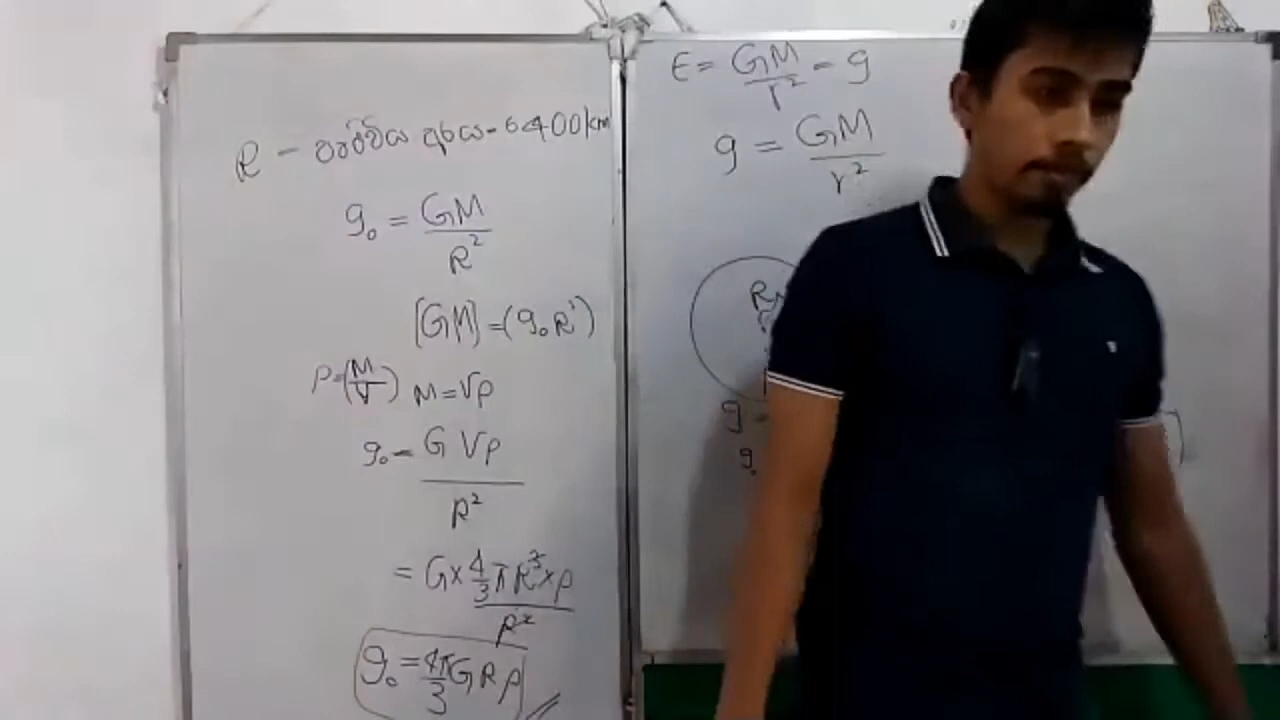 R - පෘථිවිය අරය - 6400km
g₀ = GM/R²
[GM] = (g₀R²)
ρ = (M/V) M = Vρ
g₀ = GVρ/R²
= G × 4/3 πR³ × ρ/R²
g₀ = 4π/3 GRρ
E = GM/r² = g
g = GM/r²
R
g =
g